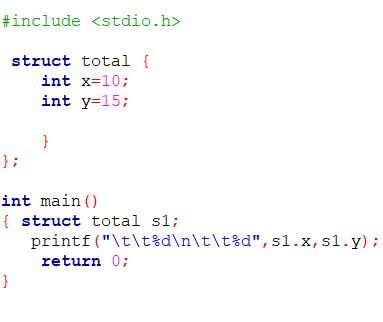 #include <stdio.h>
struct total {
int x=10;
int y=15;
}
};
int main()
{ struct total s1;
printf("\t\t%d\n\t\t%d",s1.x,s1.y);
return 0;
}